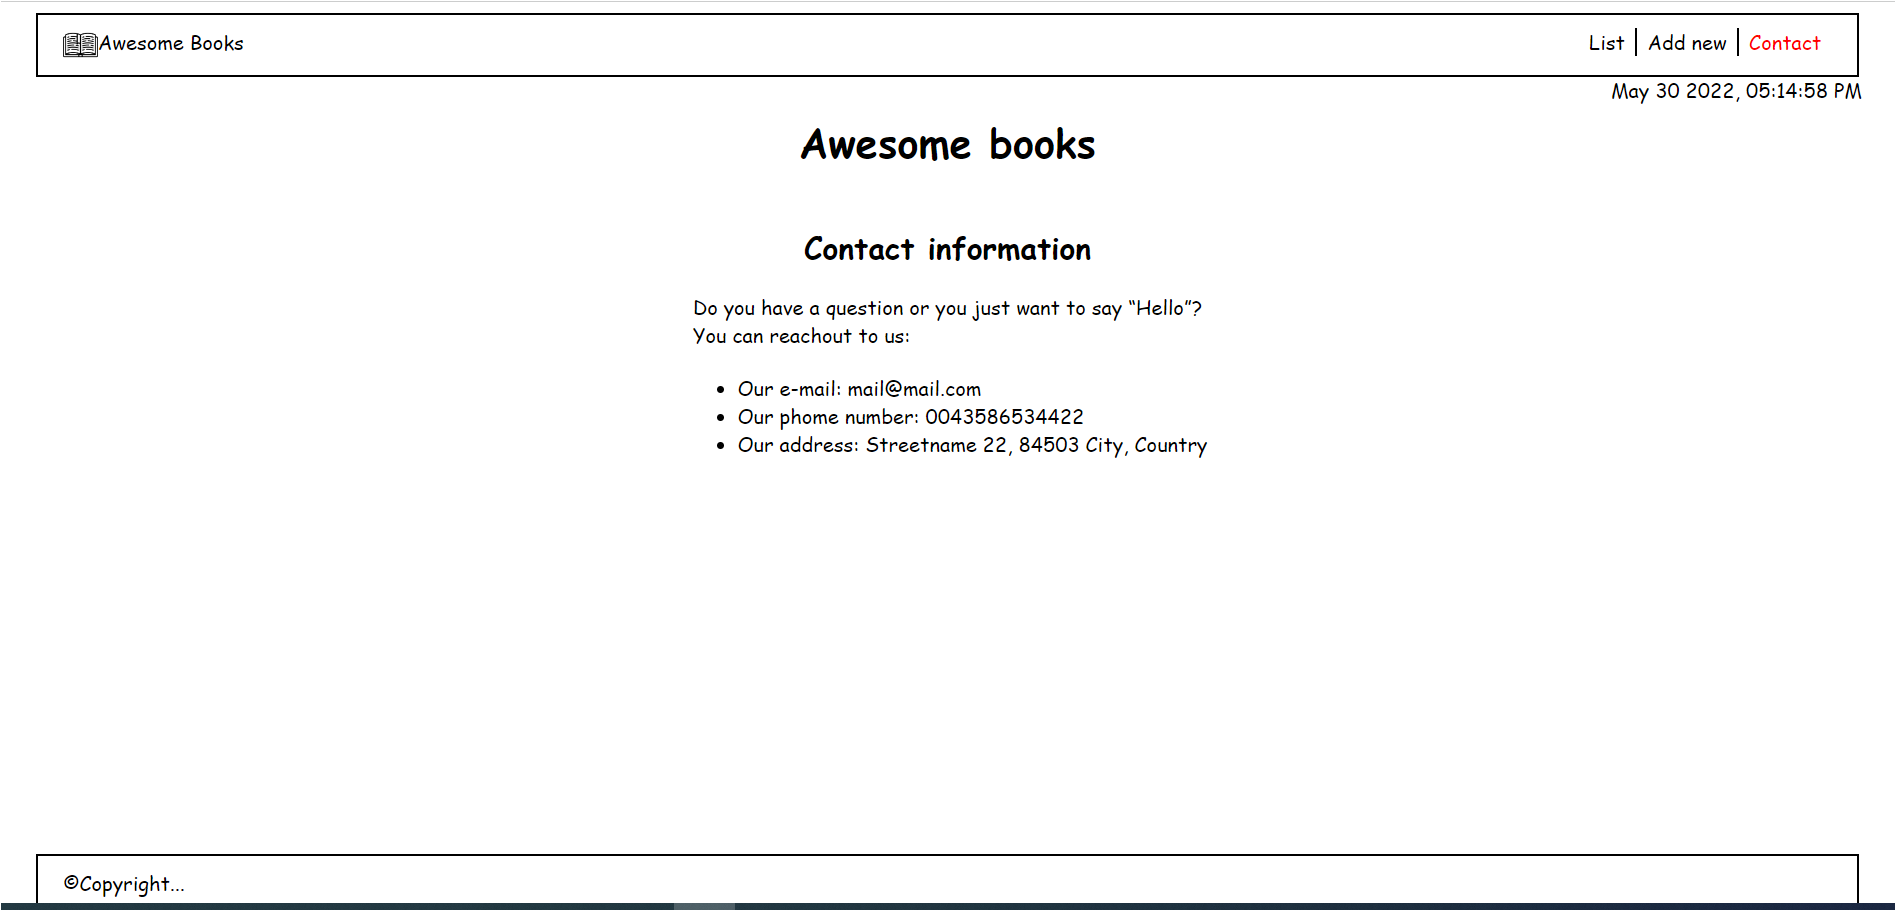 Awesome Books
List
Add new
Contact
May 30 2022, 05:14:58 PM
Awesome books
Contact information
Do you have a question or you just want to say “Hello”?
You can reachout to us:
Our e-mail: mail@mail.com
Our phome number: 0043586534422
Our address: Streetname 22, 84503 City, Country
©Copyright...